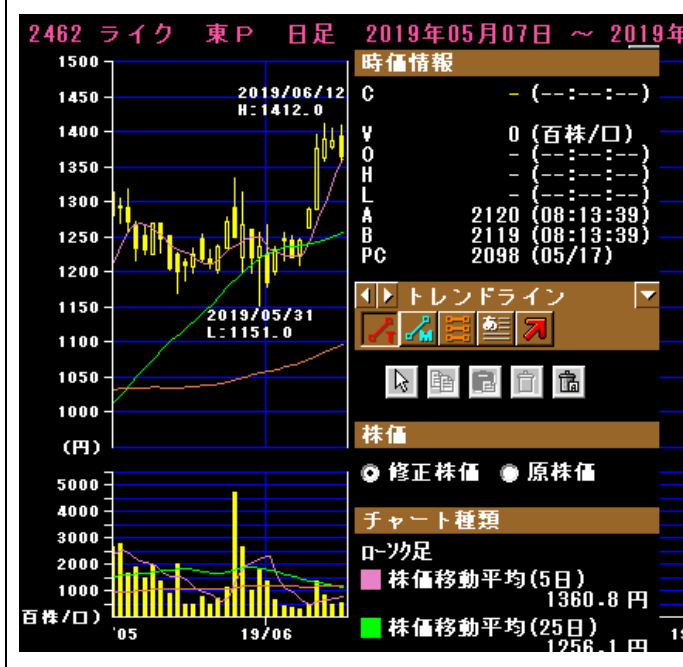 2462 ライク 東P 日足 2019年05月07日 ～ 2019年
1500
1450
1400
1350
1300
1250
1200
1150
1100
1050
1000
(円)
2019/06/12
H:1412.0
2019/05/31
L:1151.0
5000
4000
3000
2000
1000
百株/口)
'05 19/06
時価情報
C - (--:--:--)
V 0 (百株/口)
O - (--:--:--)
H - (--:--:--)
L - (--:--:--)
A 2120 (08:13:39)
B 2119 (08:13:39)
PC 2098 (05/17)
トレンドライン
T M あ
株価
修正株価 原株価
チャート種類
ローソク足
株価移動平均(5日)
1360.8 円
株価移動平均(25日)
1256.1 円